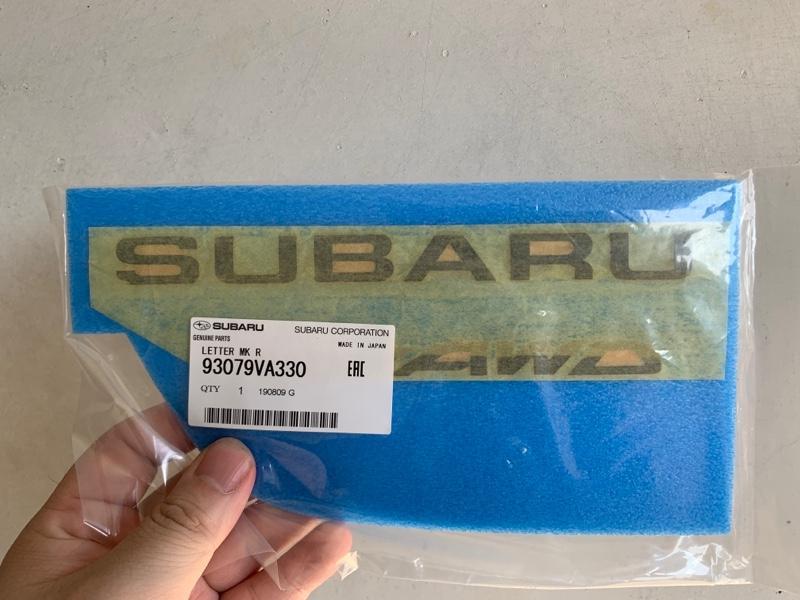 SUBARU
AWD
SUBARU
SUBARU CORPORATION
GENUINE PARTS
MADE IN JAPAN
LETTER MK R
93079VA330
EAC
QTY 1 190809 G